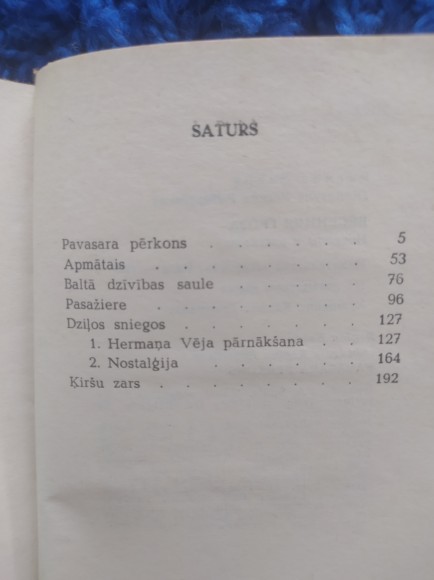 SATURS
Pavasara pērkons . . . . . . 5
Apmātais . . . . . . . . 53
Baltā dzīvības saule . . . . . 76
Pasažiere . . . . . . . . 96
Dziļos sniegos . . . . . . . 127
1. Hermaņa Vēja pārnākšana . . 127
2. Nostalģija . . . . . . 164
Ķiršu zars . . . . . . . . 192